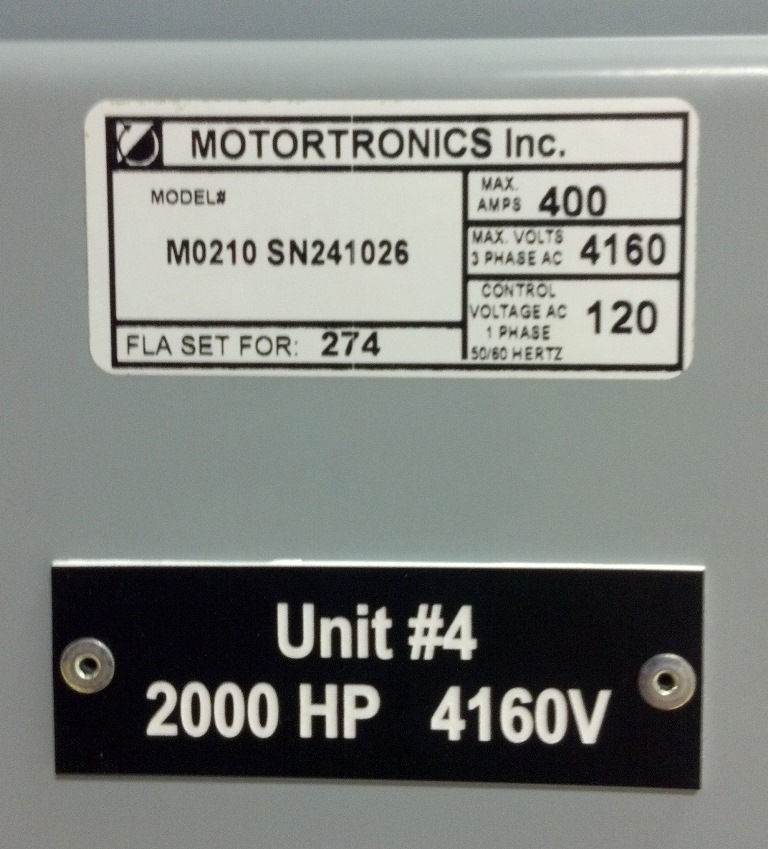 MOTORTRONICS Inc.
MODEL#
M0210 SN241026
FLA SET FOR: 274
MAX.
AMPS 400
MAX. VOLTS
3 PHASE AC 4160
CONTROL
VOLTAGE AC
1 PHASE
50/60 HERTZ
120
Unit #4
2000 HP 4160V